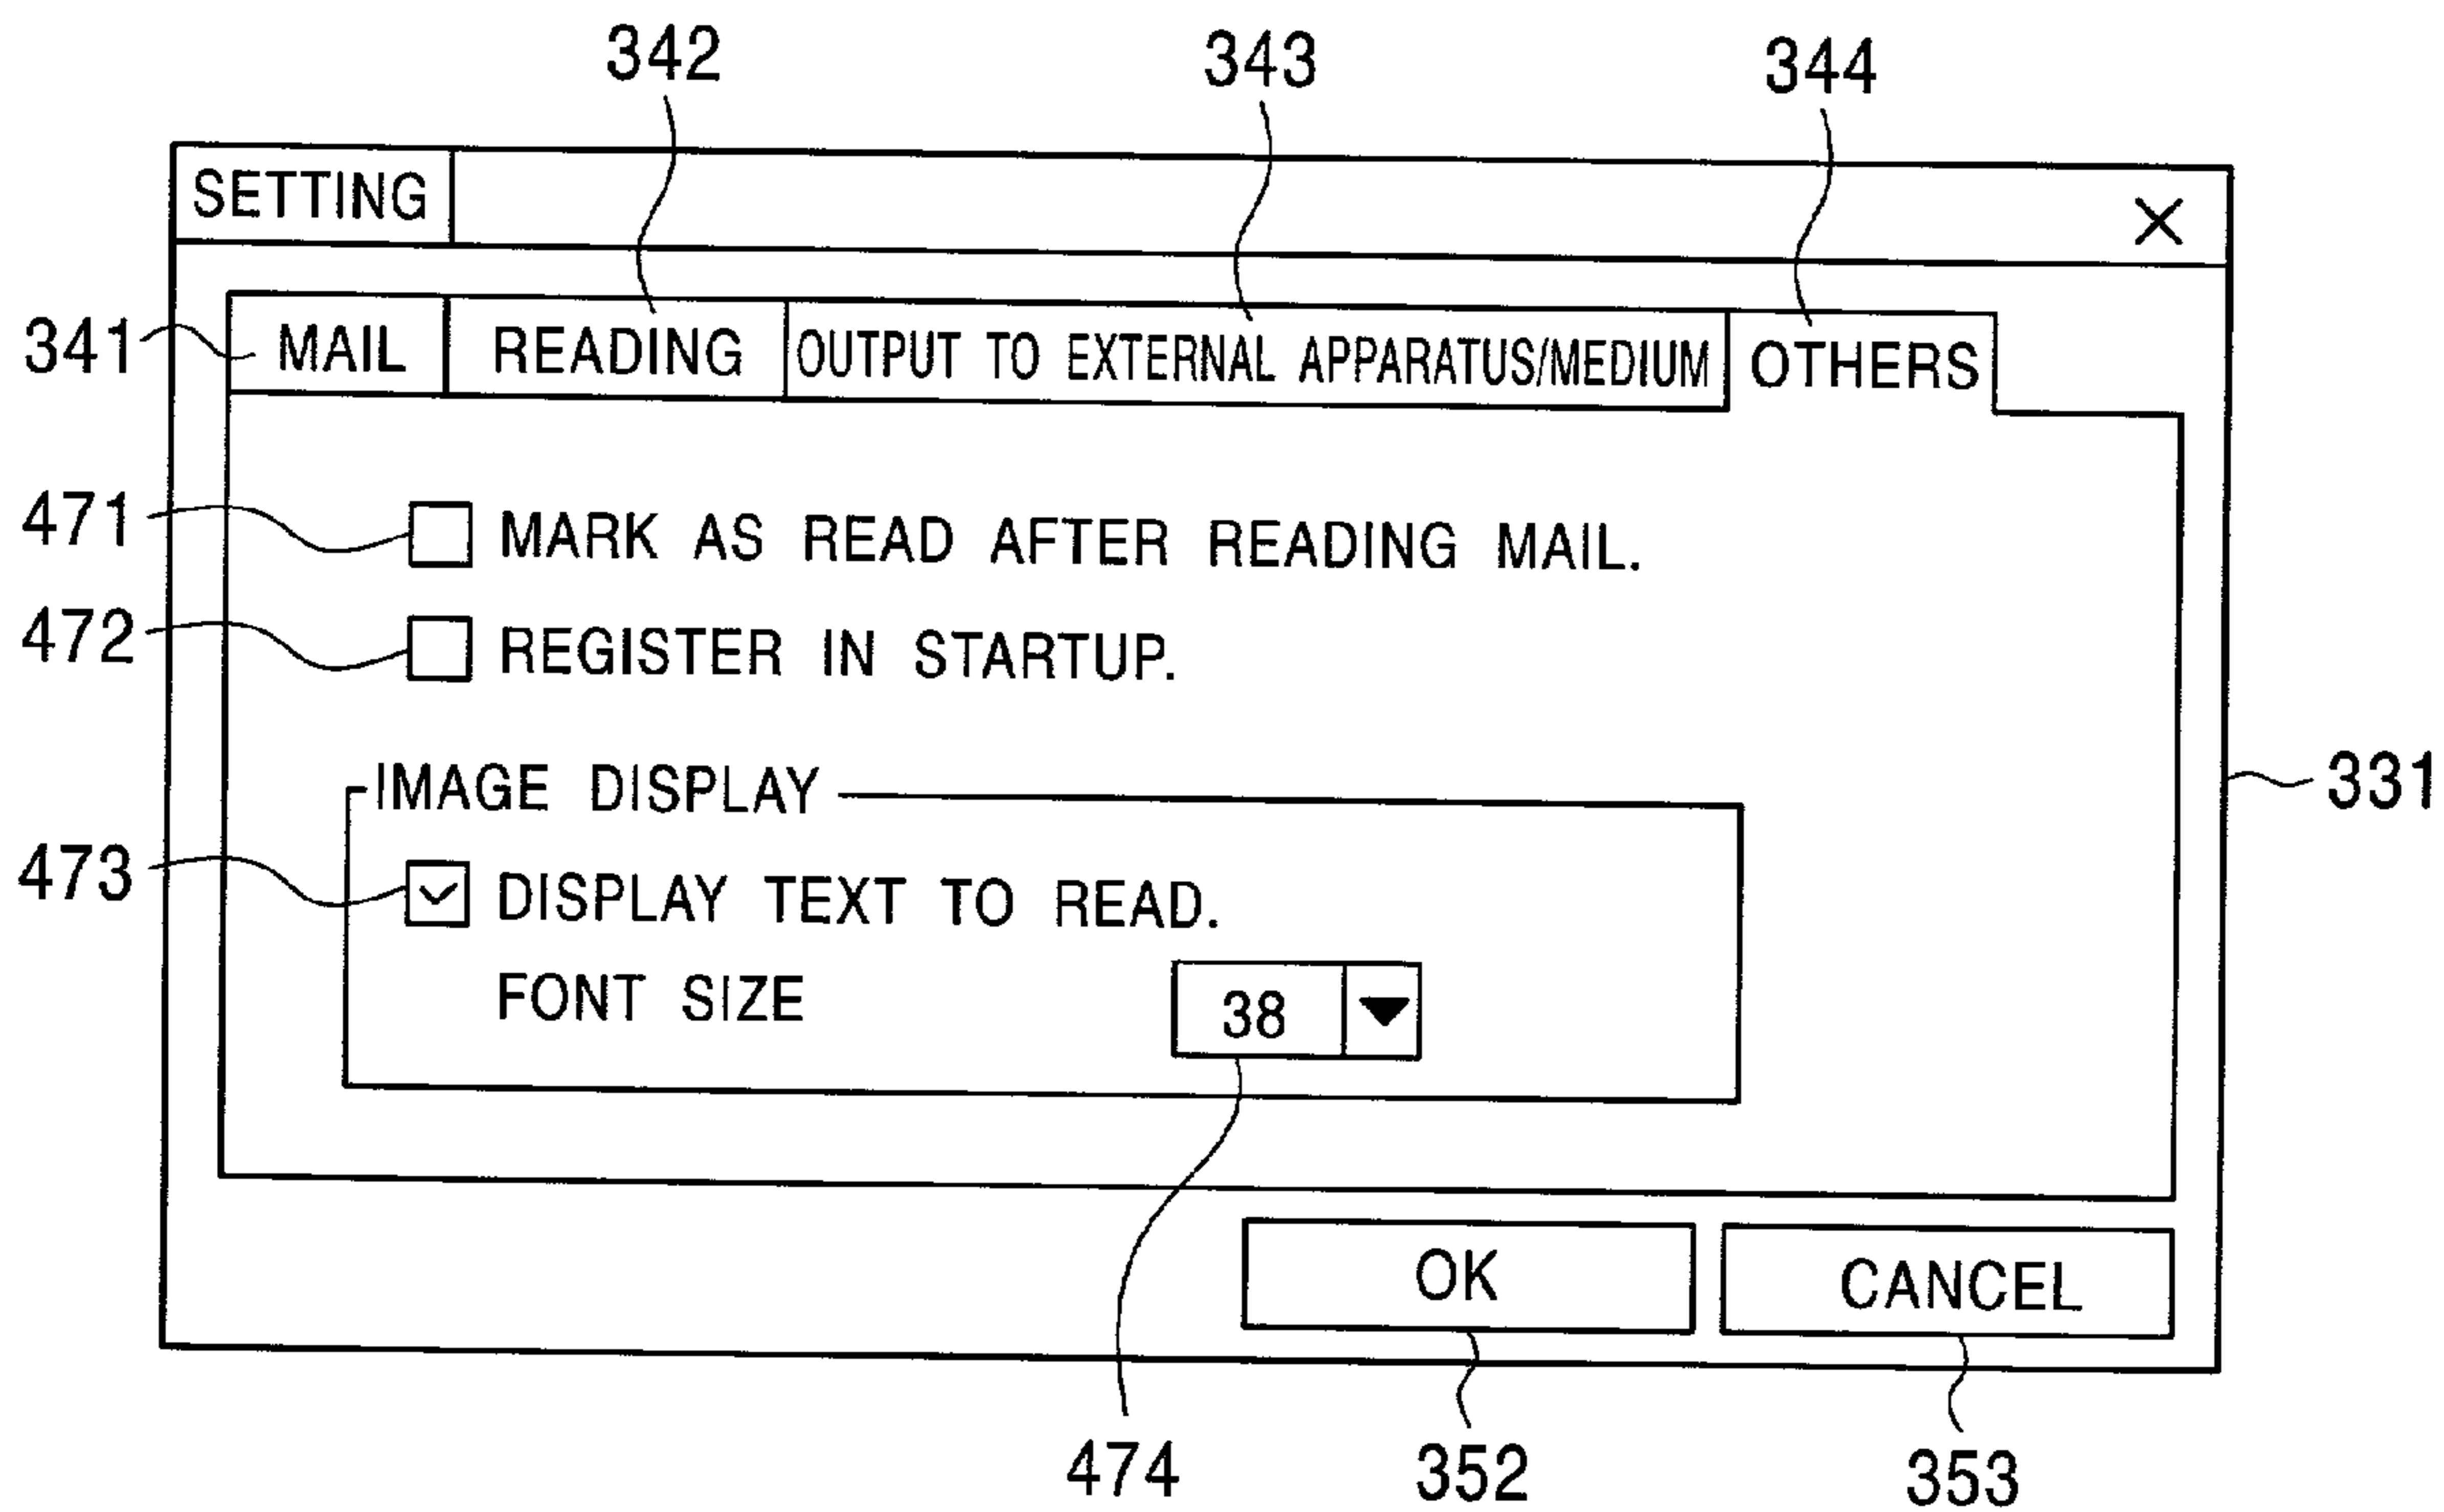 342 343 344
SETTING ×
341 MAIL READING OUTPUT TO EXTERNAL APPARATUS/MEDIUM OTHERS
471 MARK AS READ AFTER READING MAIL.
472 REGISTER IN STARTUP.
IMAGE DISPLAY
331
473 DISPLAY TEXT TO READ.
FONT SIZE 38
OK CANCEL
474 352 353